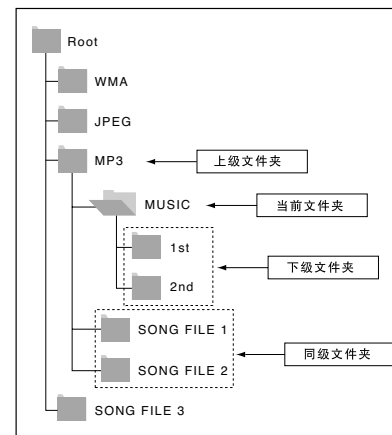 Root
WMA
JPEG
MP3
上级文件夹
MUSIC
当前文件夹
1st
下级文件夹
2nd
SONG FILE 1
SONG FILE 2
同级文件夹
SONG FILE 3